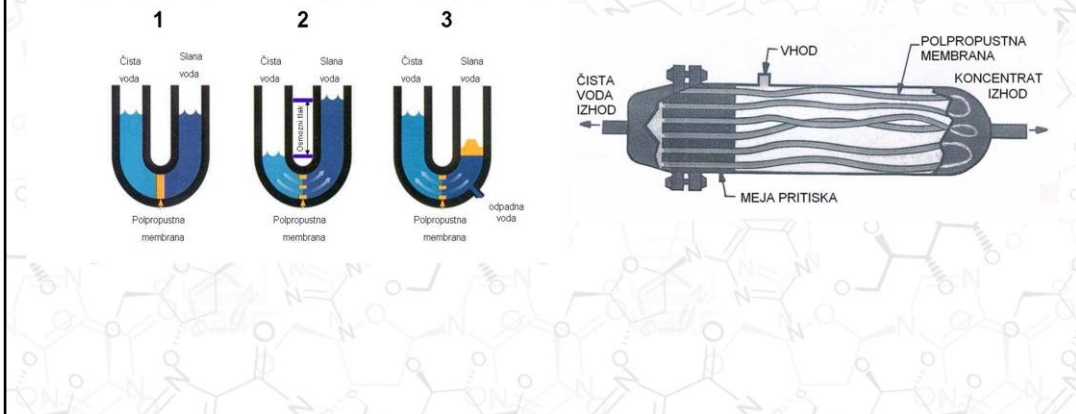 1
2
3
Čista
voda
Slana
voda
Čista
voda
Slana
voda
Čista
voda
Slana
voda
Osmozni tlak
odpadna
voda
Polpropustna
membrana
Polpropustna
membrana
Polpropustna
membrana
VHOD
POLPROPUSTNA
MEMBRANA
ČISTA
VODA
IZHOD
KONCENTRAT
IZHOD
MEJA PRITISKA